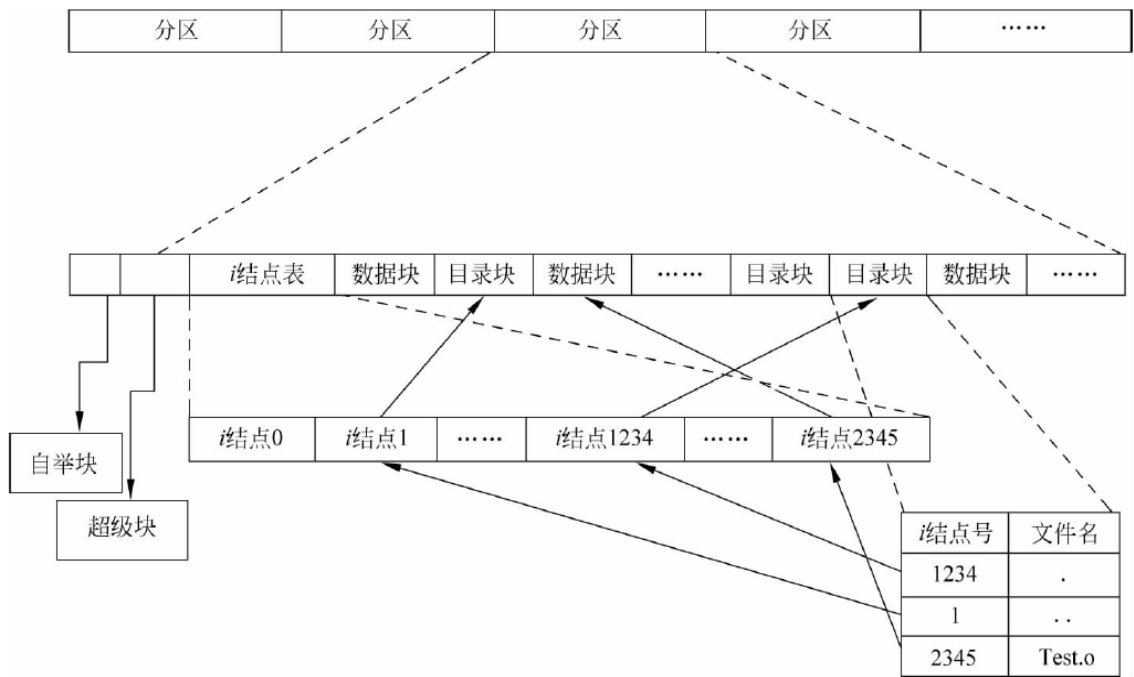 分区 分区 分区 分区 ……
i结点表 数据块 目录块 数据块 …… 目录块 目录块 数据块 ……
i结点0 i结点1 …… i结点1234 …… i结点2345
自举块
超级块
i结点号 文件名
1234 .
1 ..
2345 Test.o